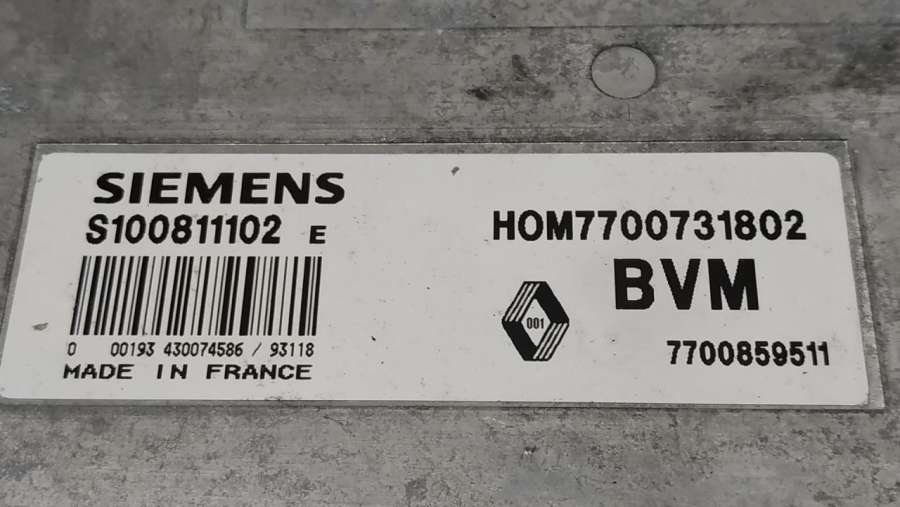 SIEMENS
S100811102 E
0 00193 430074586 / 93118
MADE IN FRANCE
HOM7700731802
BVM
001
7700859511